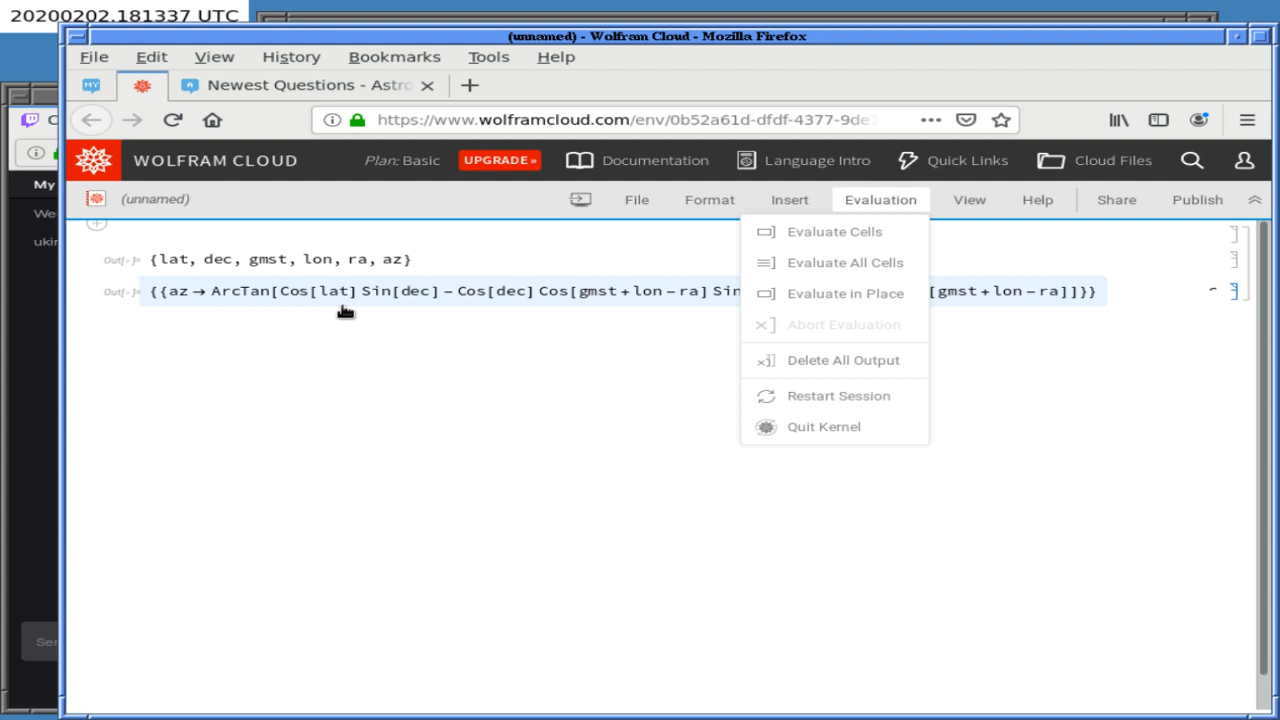 20200202.181337 UTC
(unnamed) - Wolfram Cloud - Mozilla Firefox
File Edit View History Bookmarks Tools Help
MY Newest Questions - Astro
https://www.wolframcloud.com/env/0b52a61d-dfdf-4377-9de
WOLFRAM CLOUD Plan: Basic UPGRADE » Documentation Language Intro Quick Links Cloud Files
My
(unnamed) File Format Insert Evaluation View Help Share Publish
We
ukin
Evaluate Cells
Out[-]= {lat, dec, gmst, lon, ra, az}
Evaluate All Cells
Out[-]= {{az → ArcTan[Cos[lat] Sin[dec] − Cos[dec] Cos[gmst + lon − ra] Sin [gmst + lon − ra]]}}
Evaluate in Place
Abort Evaluation
Delete All Output
Restart Session
Quit Kernel
Sen